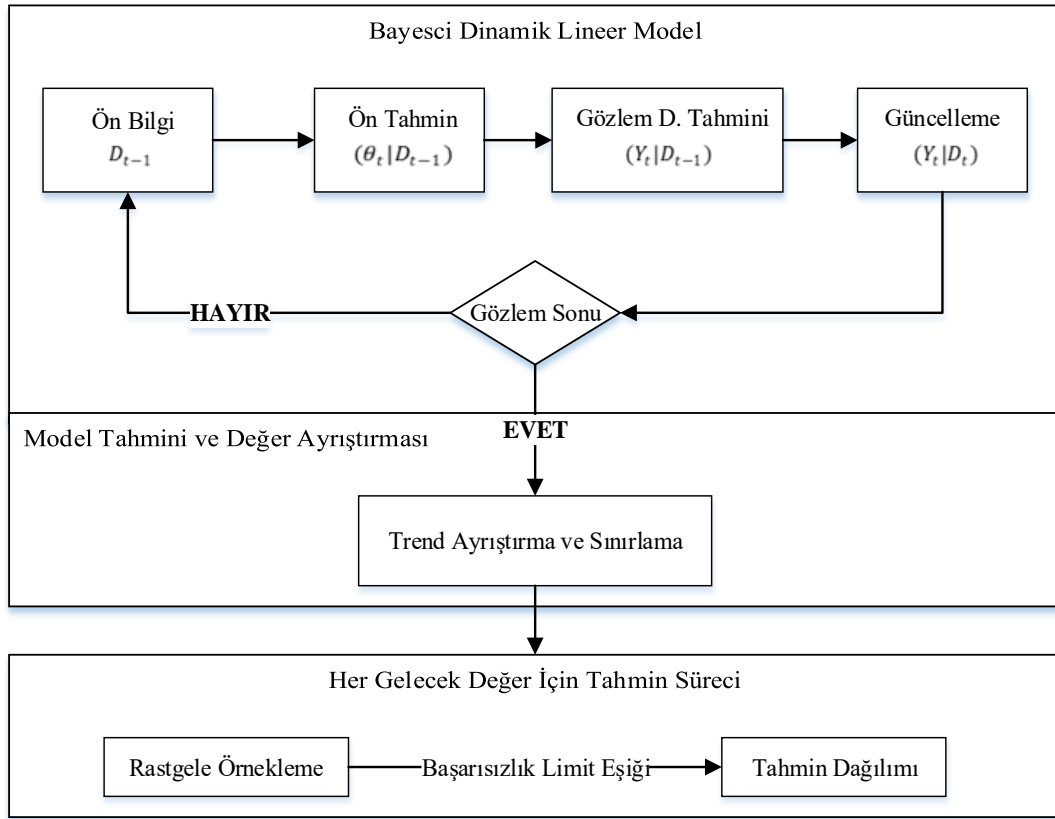 Bayesci Dinamik Lineer Model
Ön Bilgi
D_{t-1}
Ön Tahmin
(θ_t|D_{t-1})
Gözlem D. Tahmini
(Y_t|D_{t-1})
Güncelleme
(Y_t|D_t)
Gözlem Sonu
HAYIR
EVET
Model Tahmini ve Değer Ayrıştırması
Trend Ayrıştırma ve Sınırlama
Her Gelecek Değer İçin Tahmin Süreci
Rastgele Örnekleme
Başarısızlık Limit Eşiği
Tahmin Dağılımı